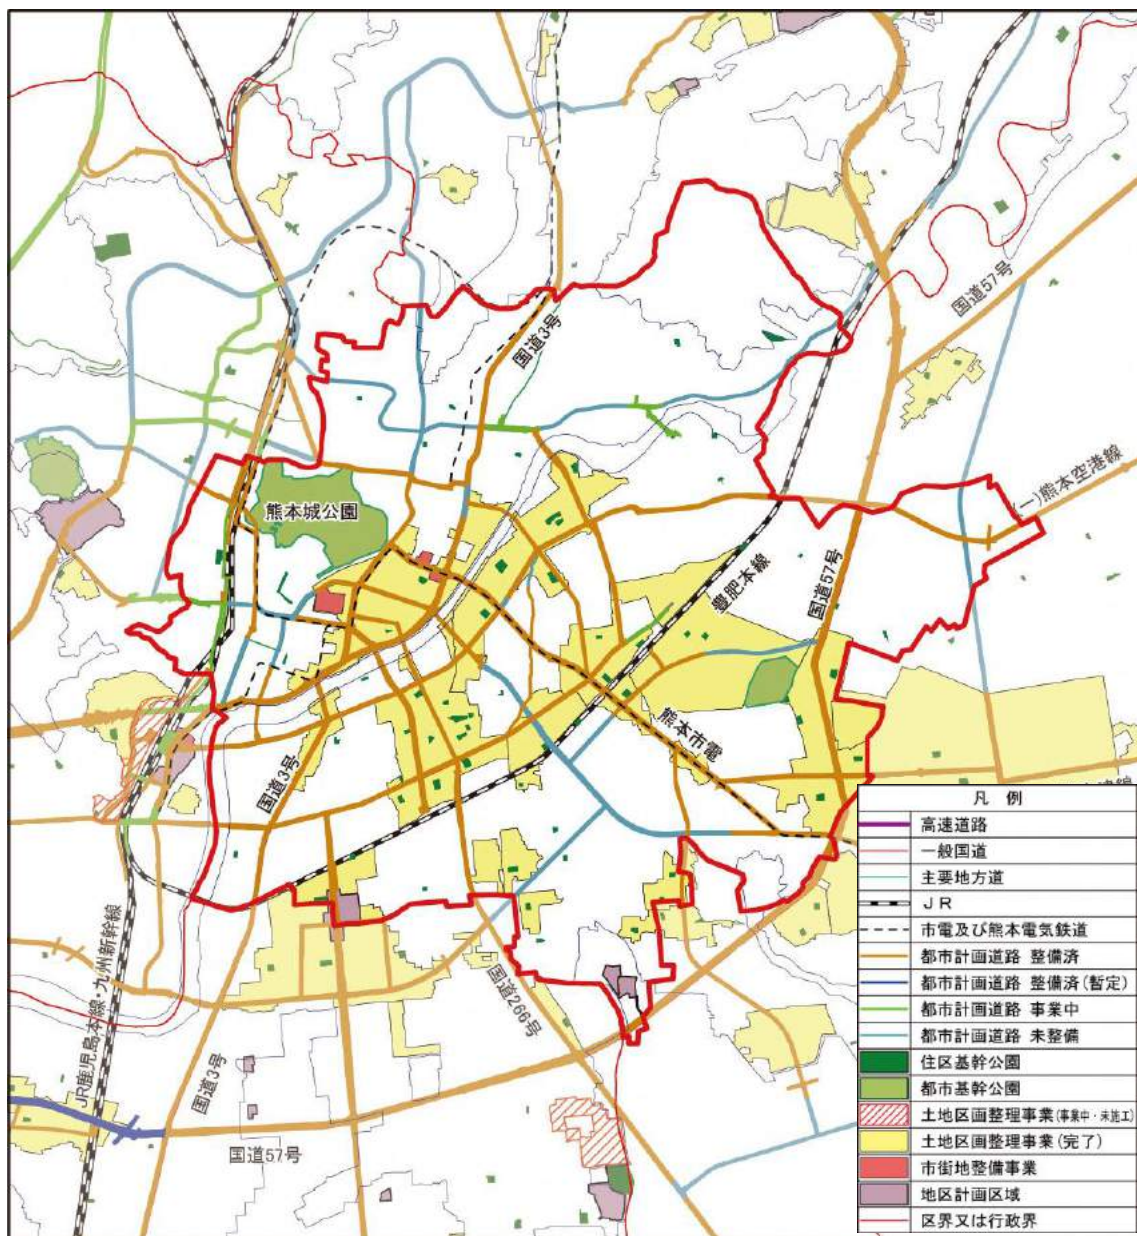 国道57号
国道3号
(一)熊本空港線
熊本城公園
豊肥本線
国道57号
熊本市電
国道3号
JR鹿児島本線・九州新幹線
国道266号
国道3号
国道57号
凡 例
高速道路
一般国道
主要地方道
JR
市電及び熊本電気鉄道
都市計画道路 整備済
都市計画道路 整備済(暫定)
都市計画道路 事業中
都市計画道路 未整備
住区基幹公園
都市基幹公園
土地区画整理事業(事業中・未施工)
土地区画整理事業(完了)
市街地整備事業
地区計画区域
区界又は行政界